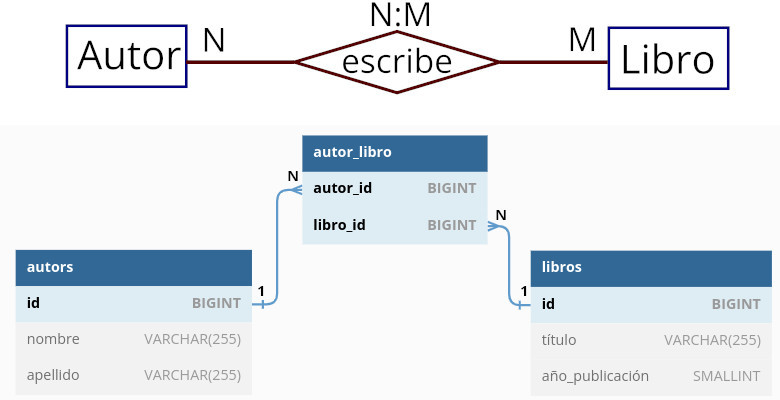 N:M
Autor N escribe M Libro
autor_libro
N autor_id BIGINT
libro_id BIGINT N
autors
id BIGINT 1
nombre VARCHAR(255)
apellido VARCHAR(255)
libros
1 id BIGINT
título VARCHAR(255)
año_publicación SMALLINT